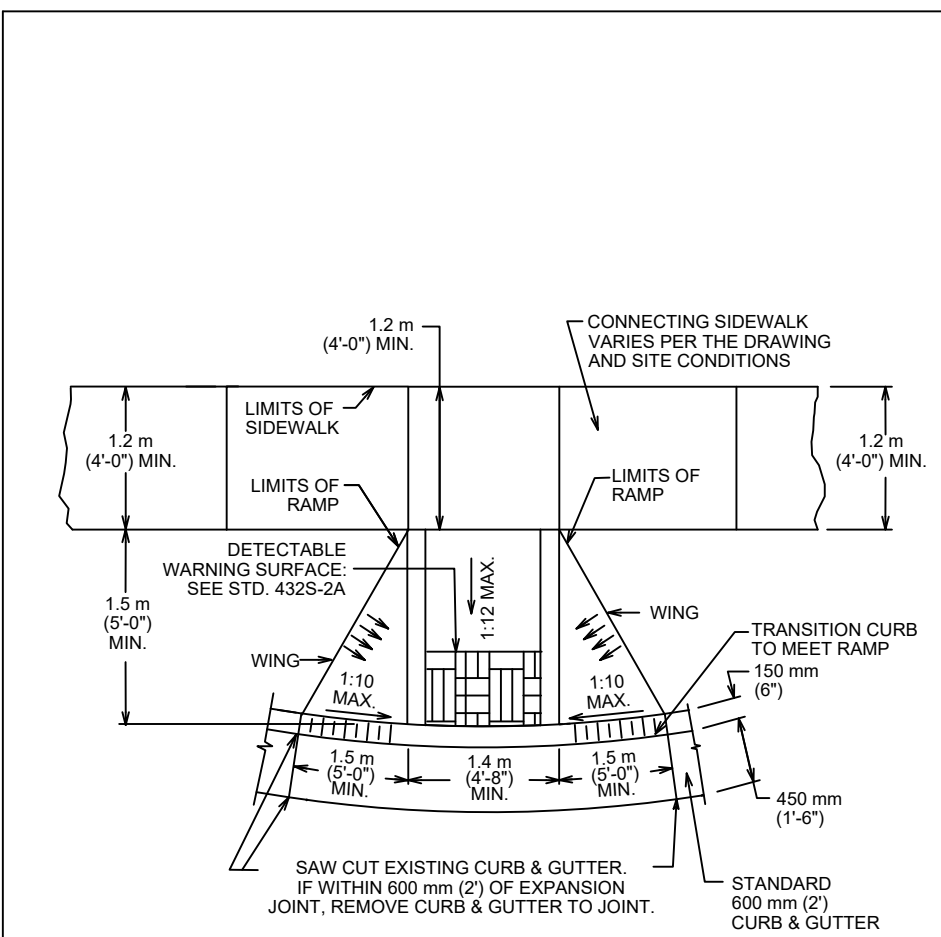 1.2 m
(4'-0") MIN.
CONNECTING SIDEWALK
VARIES PER THE DRAWING
AND SITE CONDITIONS
LIMITS OF
SIDEWALK
1.2 m
(4'-0") MIN.
1.2 m
(4'-0") MIN.
LIMITS OF
RAMP
LIMITS OF
RAMP
DETECTABLE
WARNING SURFACE:
SEE STD. 432S-2A
1:12 MAX.
1.5 m
(5'-0")
MIN.
WING
WING
TRANSITION CURB
TO MEET RAMP
150 mm
(6")
1:10
MAX.
1:10
MAX.
1.5 m
(5'-0")
MIN.
1.4 m
(4'-8")
MIN.
1.5 m
(5'-0")
MIN.
450 mm
(1'-6")
SAW CUT EXISTING CURB & GUTTER.
IF WITHIN 600 mm (2') OF EXPANSION
JOINT, REMOVE CURB & GUTTER TO JOINT.
STANDARD
600 mm (2')
CURB & GUTTER